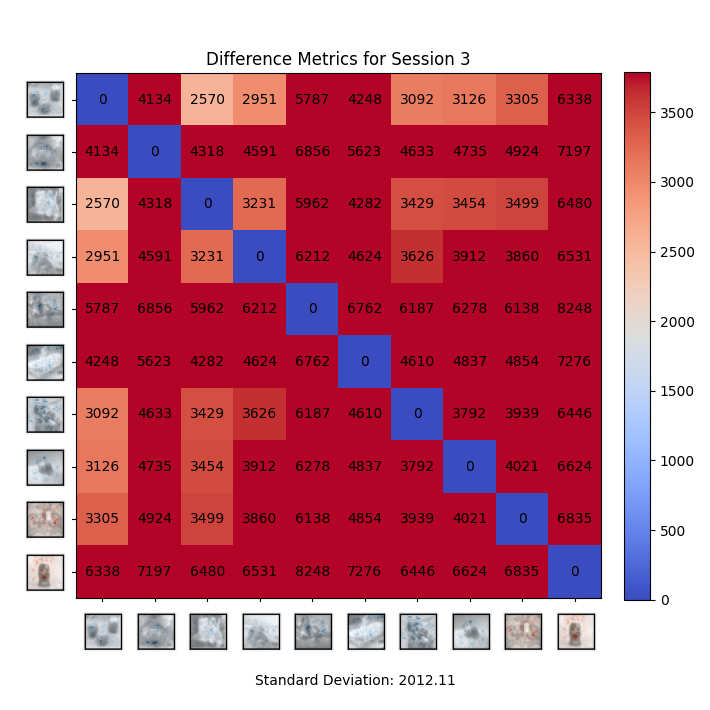 Difference Metrics for Session 3
0 4134 2570 2951 5787 4248 3092 3126 3305 6338
4134 0 4318 4591 6856 5623 4633 4735 4924 7197
2570 4318 0 3231 5962 4282 3429 3454 3499 6480
2951 4591 3231 0 6212 4624 3626 3912 3860 6531
5787 6856 5962 6212 0 6762 6187 6278 6138 8248
4248 5623 4282 4624 6762 0 4610 4837 4854 7276
3092 4633 3429 3626 6187 4610 0 3792 3939 6446
3126 4735 3454 3912 6278 4837 3792 0 4021 6624
3305 4924 3499 3860 6138 4854 3939 4021 0 6835
6338 7197 6480 6531 8248 7276 6446 6624 6835 0
3500
3000
2500
2000
1500
1000
500
0
Standard Deviation: 2012.11